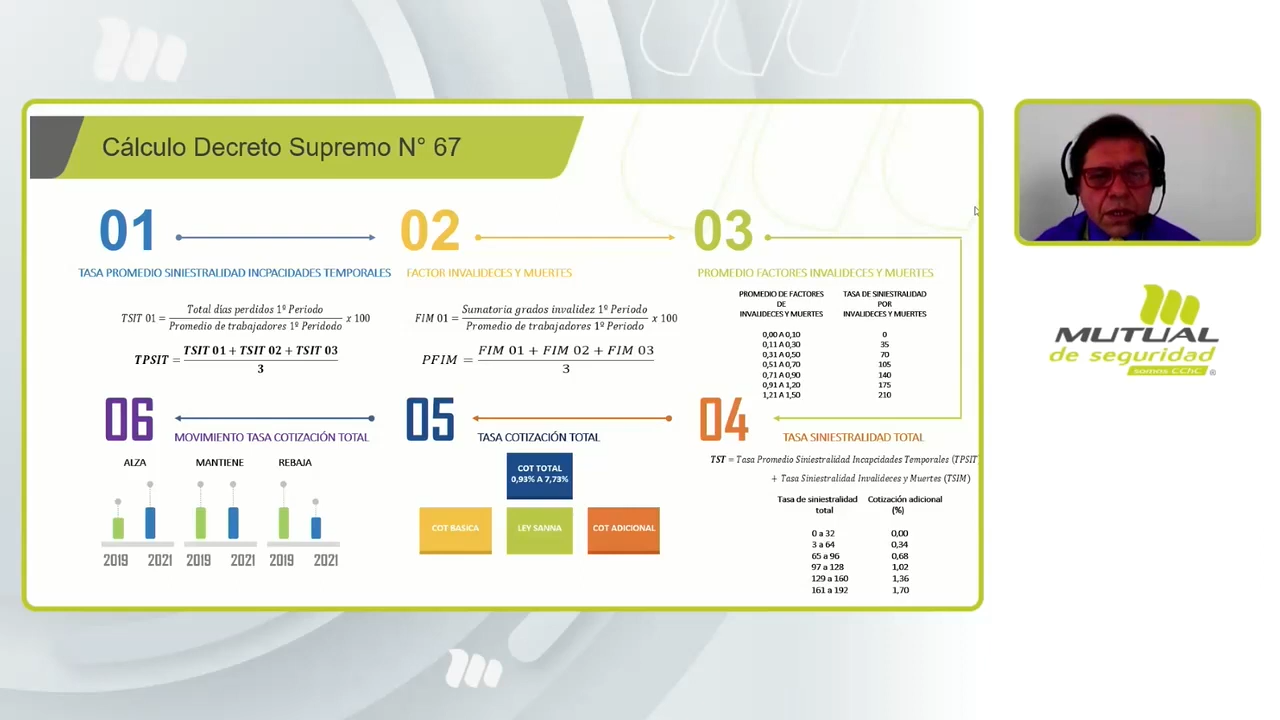 Cálculo Decreto Supremo N° 67
01
TASA PROMEDIO SINIESTRALIDAD INCPACIDADES TEMPORALES
TSIT 01 = Total días perdidos 1º Periodo / Promedio de trabajadores 1º Perídodo x 100
TPSIT = TSIT 01 + TSIT 02 + TSIT 03 / 3
02
FACTOR INVALIDECES Y MUERTES
FIM 01 = Sumatoria grados invalidez 1º Periodo / Promedio de trabajadores 1º Periodo x 100
PFIM = FIM 01 + FIM 02 + FIM 03 / 3
03
PROMEDIO FACTORES INVALIDECES Y MUERTES
PROMEDIO DE FACTORES DE INVALIDECES Y MUERTES
TASA DE SINIESTRALIDAD POR INVALIDECES Y MUERTES
0,00 A 0,10 0
0,11 A 0,30 35
0,31 A 0,50 70
0,51 A 0,70 105
0,71 A 0,90 140
0,91 A 1,20 175
1,21 A 1,50 210
04
TASA SINIESTRALIDAD TOTAL
TST = Tasa Promedio Siniestralidad Incapcidades Temporales (TPSIT
+ Tasa Siniestralidad Invalideces y Muertes (TSIM)
Tasa de siniestralidad total
Cotización adicional (%)
0 a 32 0,00
3 a 64 0,34
65 a 96 0,68
97 a 128 1,02
129 a 160 1,36
161 a 192 1,70
05
TASA COTIZACIÓN TOTAL
COT TOTAL
0,93% A 7,73%
COT BASICA
LEY SANNA
COT ADICIONAL
06
MOVIMIENTO TASA COTIZACIÓN TOTAL
ALZA MANTIENE REBAJA
2019 2021 2019 2021 2019 2021
MUTUAL
de seguridad
somos CChC
®